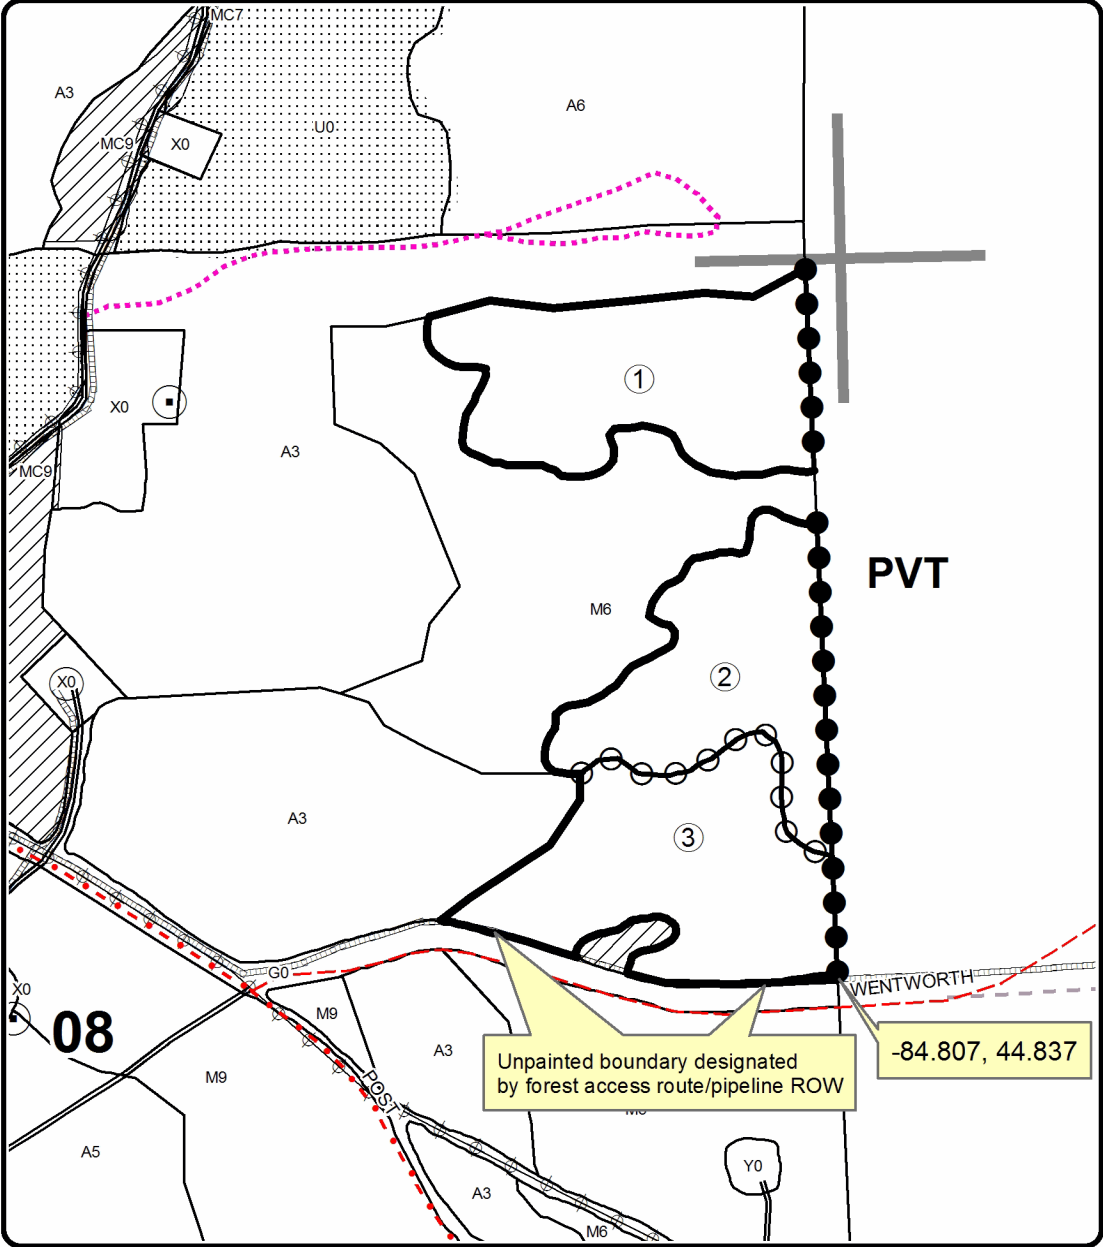 MC7
A3
A6
U0
MC9
X0
1
X0
A3
MC9
PVT
M6
2
X0
A3
3
G0
WENTWORTH
X0
M9
08
A3
-84.807, 44.837
Unpainted boundary designated
by forest access route/pipeline ROW
M9
POST
A5
Y0
A3
M6